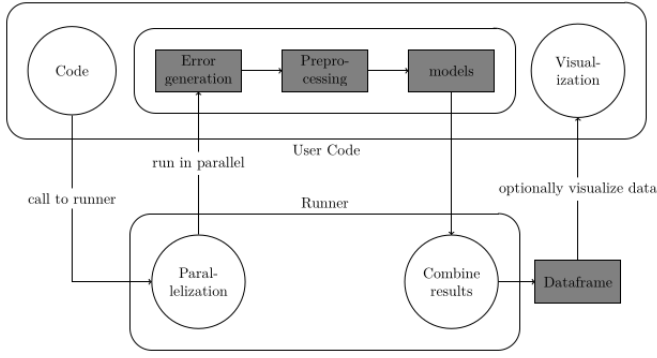 Code
Error
generation
Prepro-
cessing
models
Visual-
ization
User Code
run in parallel
call to runner
optionally visualize data
Runner
Paral-
lelization
Combine
results
Dataframe